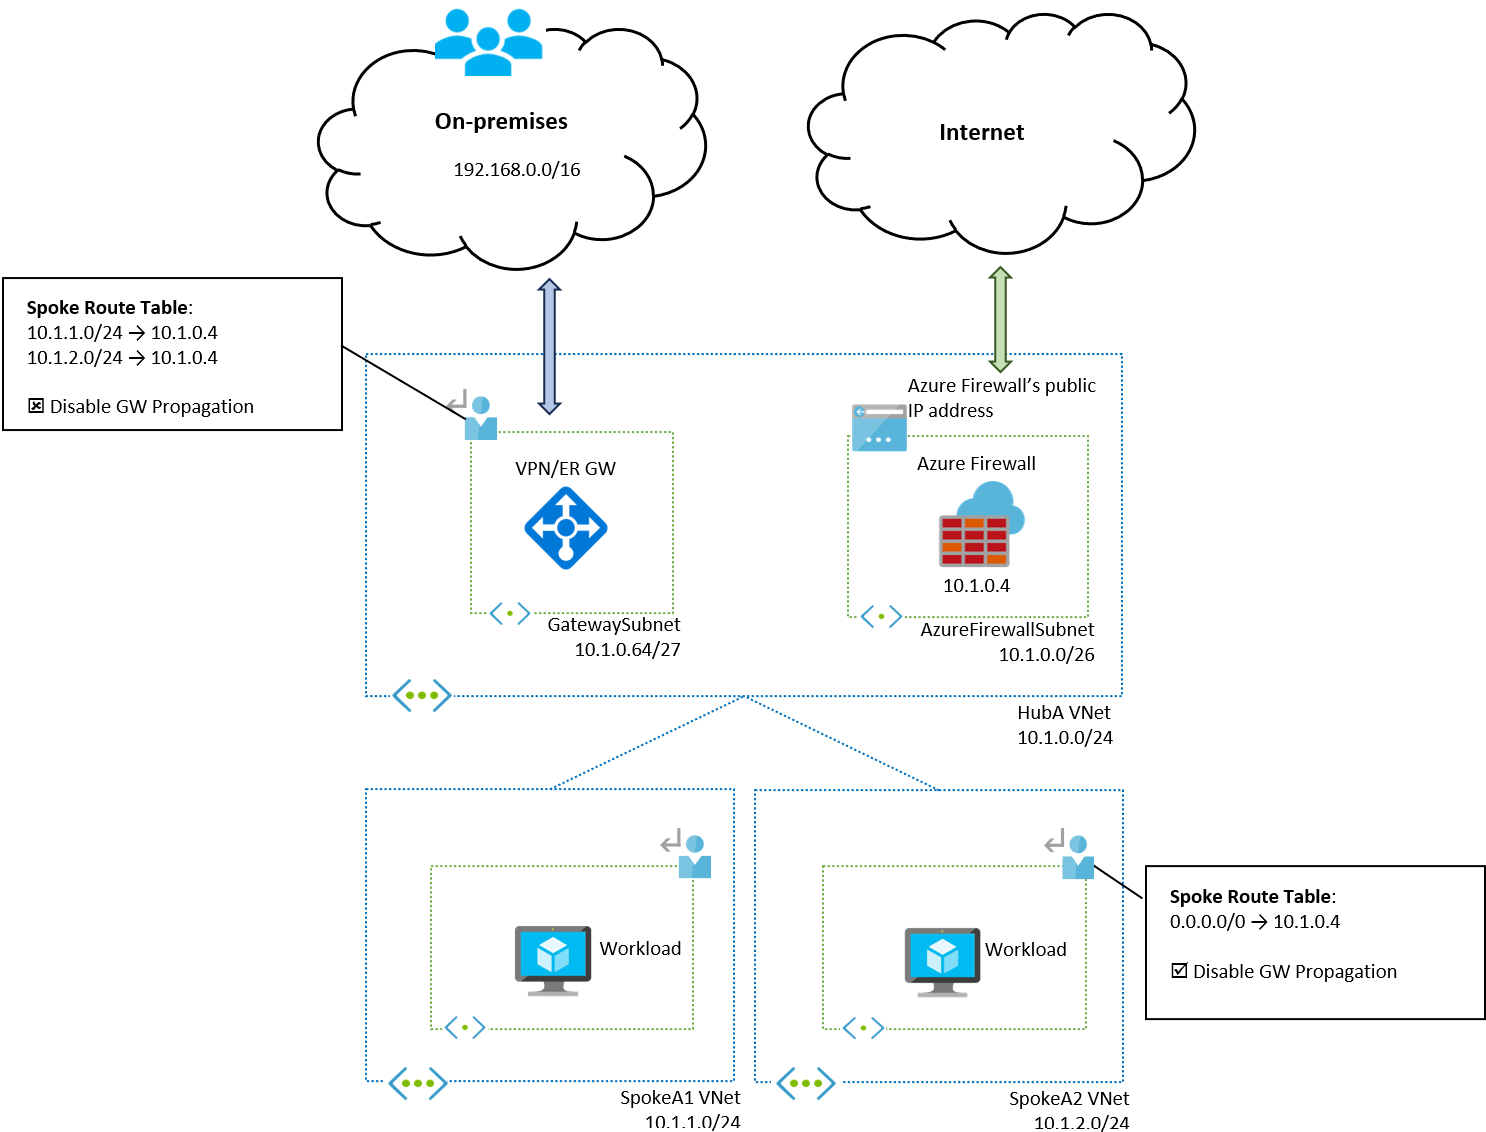 On-premises
192.168.0.0/16
Internet
Spoke Route Table:
10.1.1.0/24 → 10.1.0.4
10.1.2.0/24 → 10.1.0.4
☒ Disable GW Propagation
Azure Firewall's public
IP address
VPN/ER GW
Azure Firewall
10.1.0.4
GatewaySubnet
10.1.0.64/27
AzureFirewallSubnet
10.1.0.0/26
HubA VNet
10.1.0.0/24
Workload
Workload
Spoke Route Table:
0.0.0.0/0 → 10.1.0.4
☑ Disable GW Propagation
SpokeA1 VNet
10.1.1.0/24
SpokeA2 VNet
10.1.2.0/24